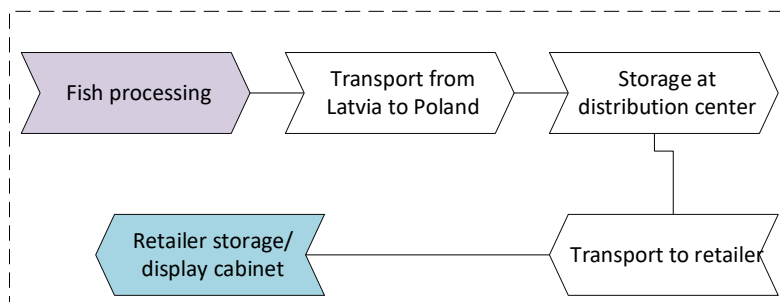 Fish processing
Transport from
Latvia to Poland
Storage at
distribution center
Transport to retailer
Retailer storage/
display cabinet